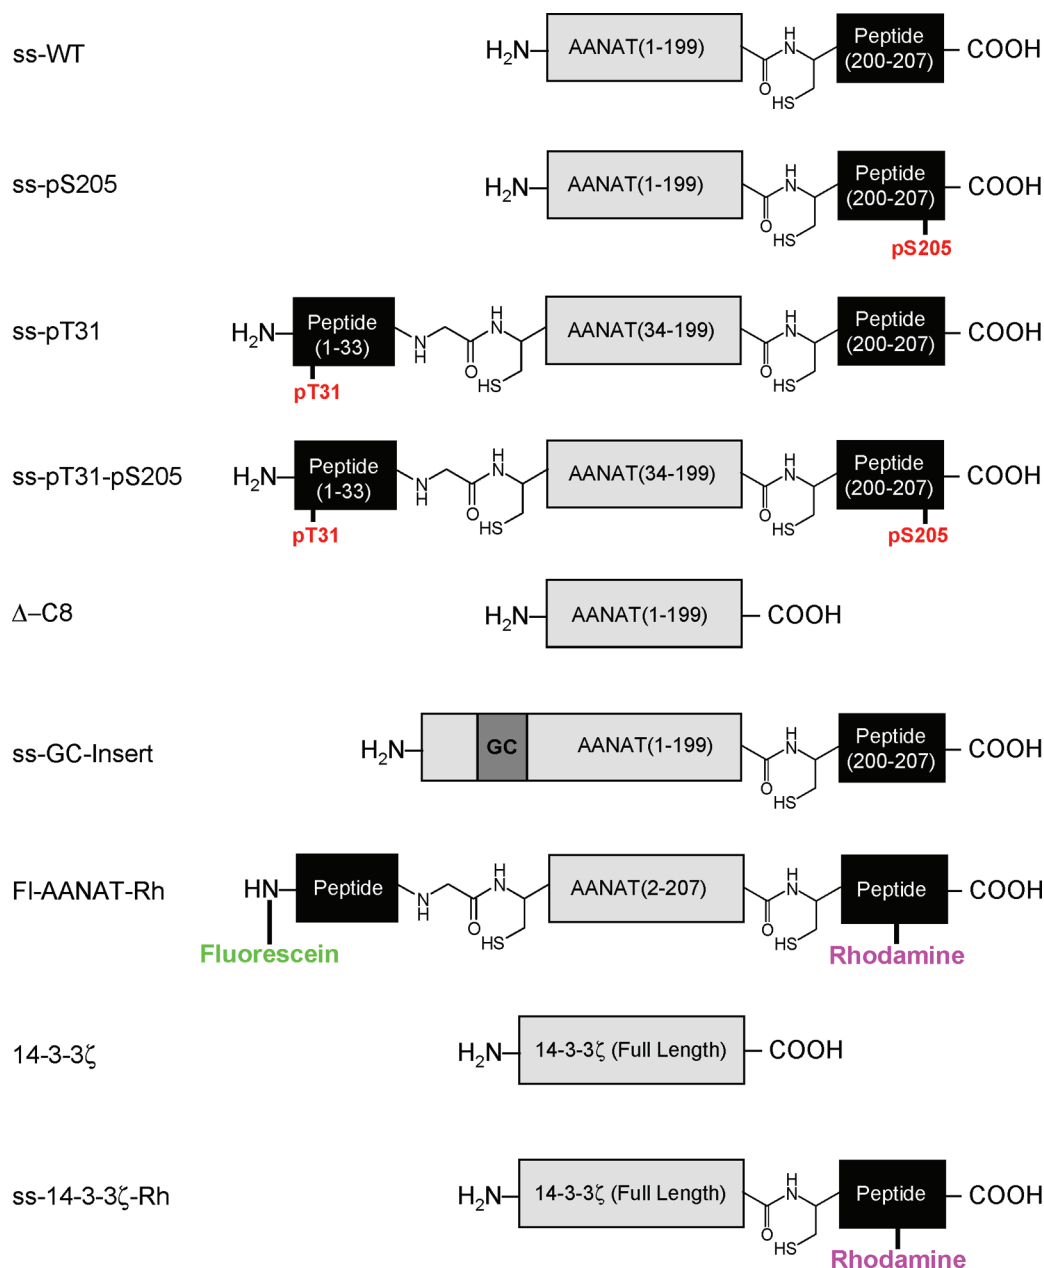 ss-WT
H₂N
AANAT(1-199)
O
H
N
HS
Peptide
(200-207)
COOH
ss-pS205
H₂N
AANAT(1-199)
O
H
N
HS
Peptide
(200-207)
COOH
pS205
ss-pT31
H₂N
Peptide
(1-33)
pT31
N
H
O
H
N
HS
AANAT(34-199)
O
H
N
HS
Peptide
(200-207)
COOH
ss-pT31-pS205
H₂N
Peptide
(1-33)
pT31
N
H
O
H
N
HS
AANAT(34-199)
O
H
N
HS
Peptide
(200-207)
COOH
pS205
Δ–C8
H₂N
AANAT(1-199)
COOH
ss-GC-Insert
H₂N
GC
AANAT(1-199)
O
H
N
HS
Peptide
(200-207)
COOH
Fl-AANAT-Rh
HN
Fluorescein
Peptide
N
H
O
H
N
HS
AANAT(2-207)
O
H
N
HS
Peptide
COOH
Rhodamine
14-3-3ζ
H₂N
14-3-3ζ (Full Length)
COOH
ss-14-3-3ζ-Rh
H₂N
14-3-3ζ (Full Length)
O
H
N
HS
Peptide
COOH
Rhodamine